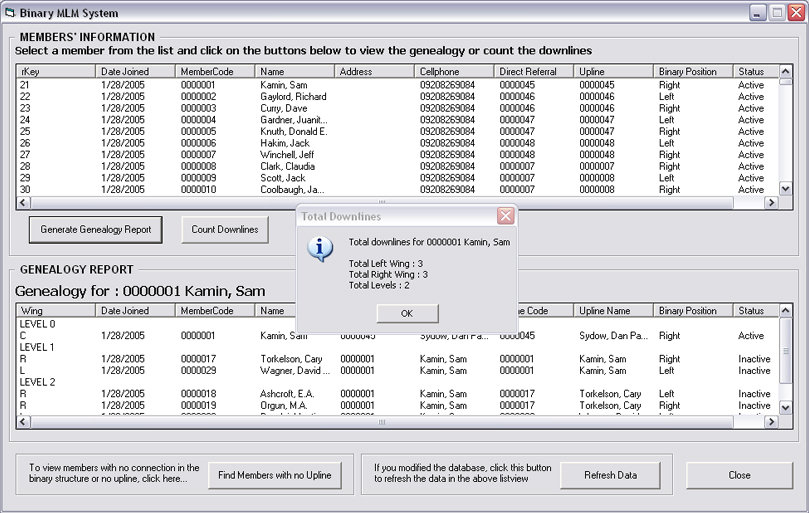 Binary MLM System
MEMBERS' INFORMATION
Select a member from the list and click on the buttons below to view the genealogy or count the downlines
rKey Date Joined MemberCode Name Address Cellphone Direct Referral Upline Binary Position Status
21 1/28/2005 0000001 Kamin, Sam 09208269084 0000045 0000045 Right Active
22 1/28/2005 0000002 Gaylord, Richard 09208269084 0000046 0000046 Left Active
23 1/28/2005 0000003 Curry, Dave 09208269084 0000046 0000046 Right Active
24 1/28/2005 0000004 Gardner, Juanit... 09208269084 0000047 0000047 Left Active
25 1/28/2005 0000005 Knuth, Donald E. 09208269084 0000047 0000047 Right Active
26 1/28/2005 0000006 Hakim, Jack 09208269084 0000048 0000048 Left Active
27 1/28/2005 0000007 Winchell, Jeff 09208269084 0000048 0000048 Right Active
28 1/28/2005 0000008 Clark, Claudia 09208269084 0000007 0000007 Right Active
29 1/28/2005 0000009 Scott, Jack 09208269084 0000007 0000007 Left Active
30 1/28/2005 0000010 Coolbaugh, Ja... 09208269084 0000007 0000008 Right Active
Generate Genealogy Report Count Downlines
Total Downlines
Total downlines for 0000001 Kamin, Sam
Total Left Wing : 3
Total Right Wing : 3
Total Levels : 2
OK
GENEALOGY REPORT
Genealogy for : 0000001 Kamin, Sam
Wing Date Joined MemberCode Name Code Upline Name Binary Position Status
LEVEL 0
C 1/28/2005 0000001 Kamin, Sam 0000045 Sydow, Dan Pa... 0000045 Sydow, Dan Pa... Right Active
LEVEL 1
R 1/28/2005 0000017 Torkelson, Cary 0000001 Kamin, Sam 0000001 Kamin, Sam Right Inactive
L 1/28/2005 0000029 Wagner, David ... 0000001 Kamin, Sam 0000001 Kamin, Sam Left Inactive
LEVEL 2
R 1/28/2005 0000018 Ashcroft, E.A. 0000001 Kamin, Sam 0000017 Torkelson, Cary Left Inactive
R 1/28/2005 0000019 Orgun, M.A. 0000001 Kamin, Sam 0000017 Torkelson, Cary Right Inactive
To view members with no connection in the
binary structure or no upline, click here...
Find Members with no Upline
If you modified the database, click this button
to refresh the data in the above listview
Refresh Data
Close